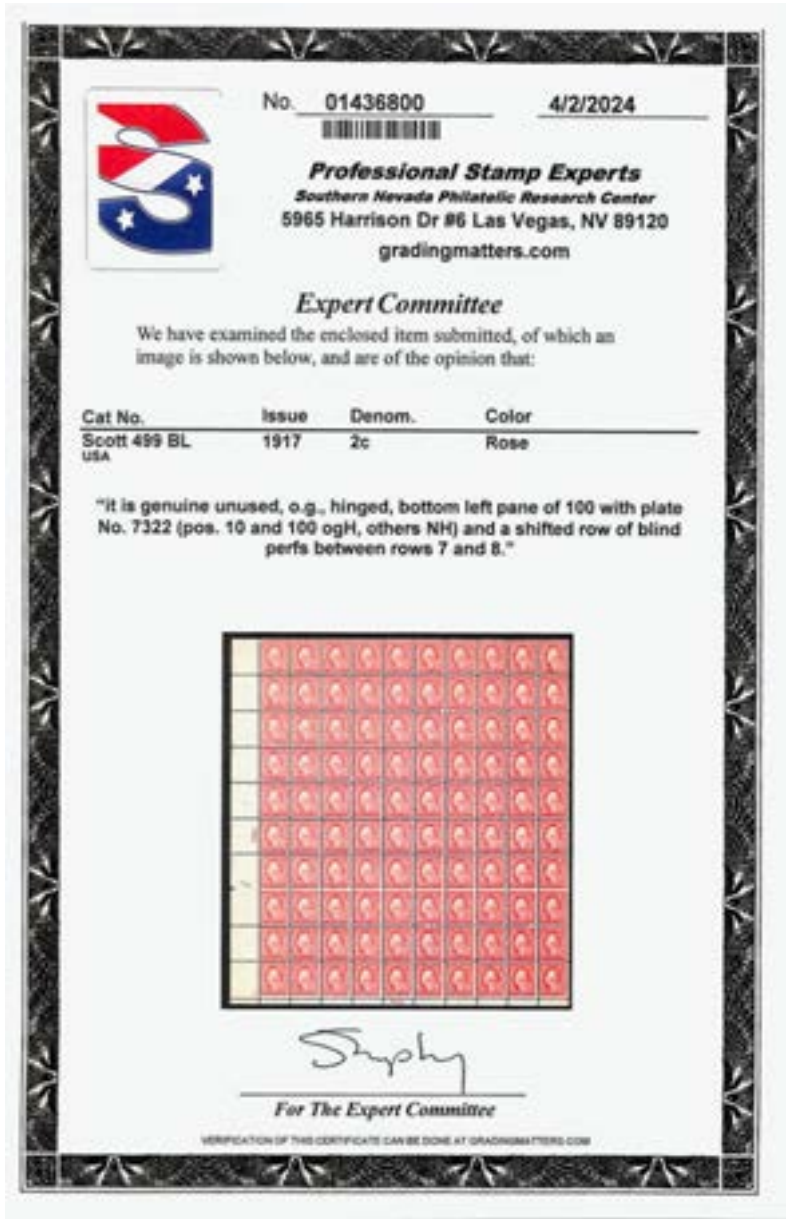 No. 01436800 4/2/2024
Professional Stamp Experts
Southern Nevada Philatelic Research Center
5965 Harrison Dr #6 Las Vegas, NV 89120
gradingmatters.com
Expert Committee
We have examined the enclosed item submitted, of which an
image is shown below, and are of the opinion that:
Cat No. Issue Denom. Color
Scott 499 BL 1917 2c Rose
USA
"it is genuine unused, o.g., hinged, bottom left pane of 100 with plate
No. 7322 (pos. 10 and 100 ogH, others NH) and a shifted row of blind
perfs between rows 7 and 8."
For The Expert Committee
VERIFICATION OF THIS CERTIFICATE CAN BE DONE AT GRADINGMATTERS.COM